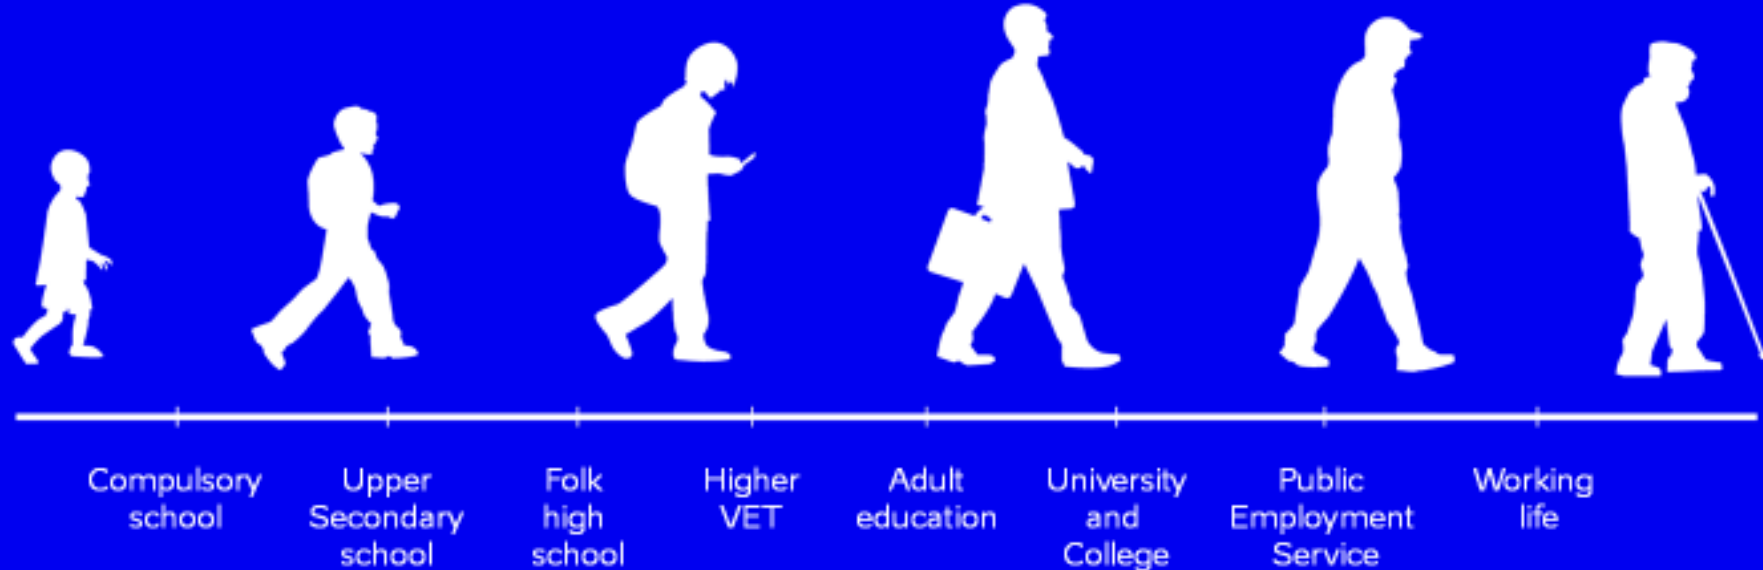 Compulsory
school
Upper
Secondary
school
Folk
high
school
Higher
VET
Adult
education
University
and
College
Public
Employment
Service
Working
life